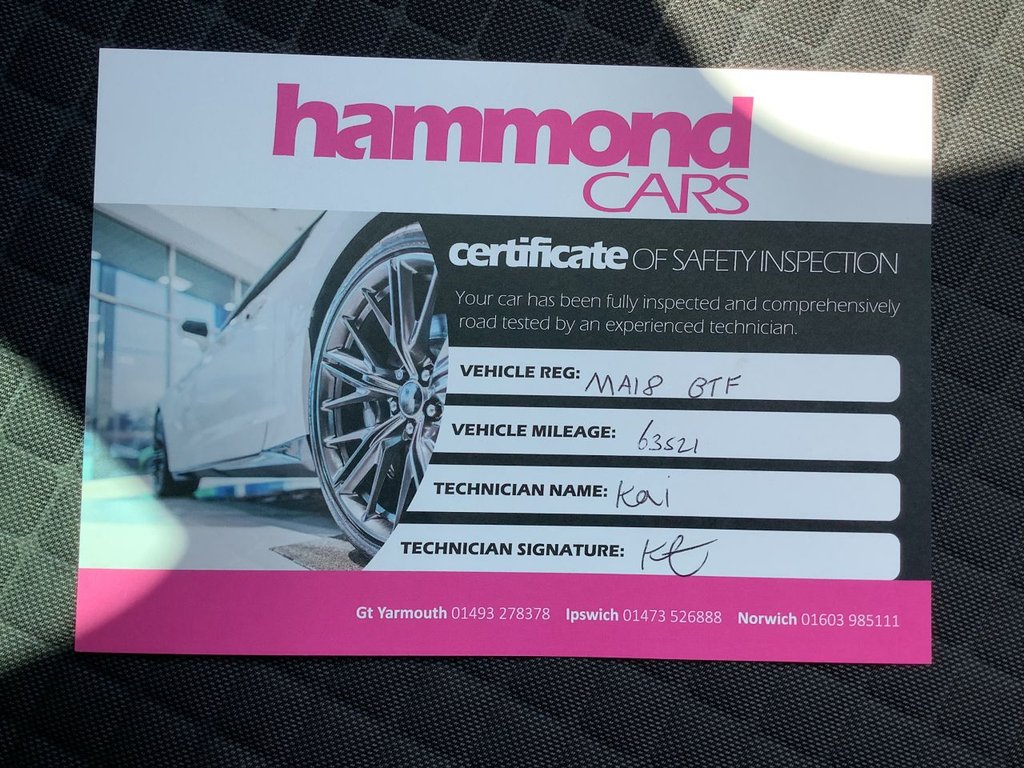 hammond
CARS
certificate OF SAFETY INSPECTION
Your car has been fully inspected and comprehensively
road tested by an experienced technician.
VEHICLE REG: MA18 BTF
VEHICLE MILEAGE: 63521
TECHNICIAN NAME: Kai
TECHNICIAN SIGNATURE:
Gt Yarmouth 01493 278378 Ipswich 01473 526888 Norwich 01603 985111